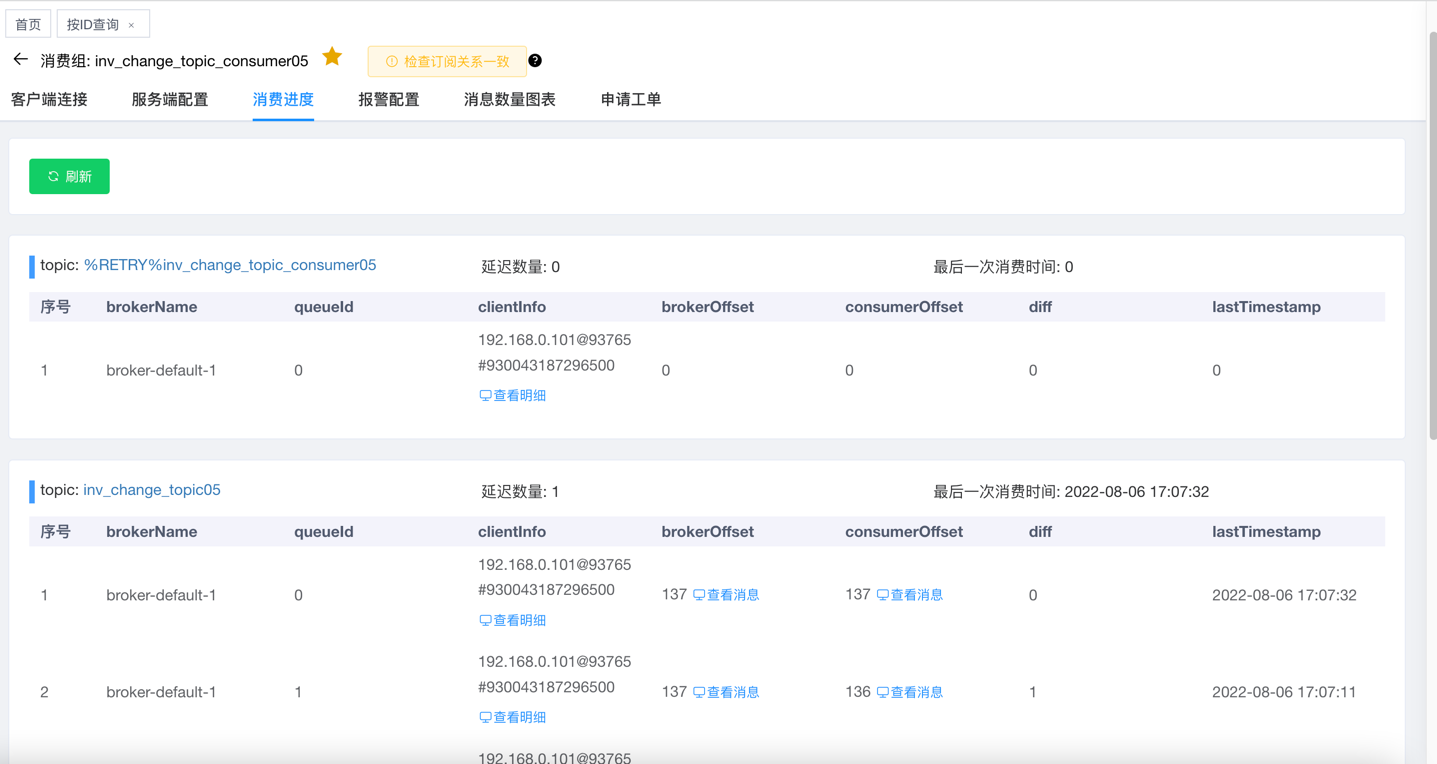 首页 按ID查询 ×
消费组: inv_change_topic_consumer05 检查订阅关系一致 ?
客户端连接 服务端配置 消费进度 报警配置 消息数量图表 申请工单
刷新
topic: %RETRY%inv_change_topic_consumer05 延迟数量: 0 最后一次消费时间: 0
序号 brokerName queueId clientInfo brokerOffset consumerOffset diff lastTimestamp
192.168.0.101@93765
#930043187296500
1 broker-default-1 0 0 0 0 0
查看明细
topic: inv_change_topic05 延迟数量: 1 最后一次消费时间: 2022-08-06 17:07:32
序号 brokerName queueId clientInfo brokerOffset consumerOffset diff lastTimestamp
192.168.0.101@93765
#930043187296500
1 broker-default-1 0 137 查看消息 137 查看消息 0 2022-08-06 17:07:32
查看明细
192.168.0.101@93765
#930043187296500
2 broker-default-1 1 137 查看消息 136 查看消息 1 2022-08-06 17:07:11
查看明细
192.168.0.101@93765